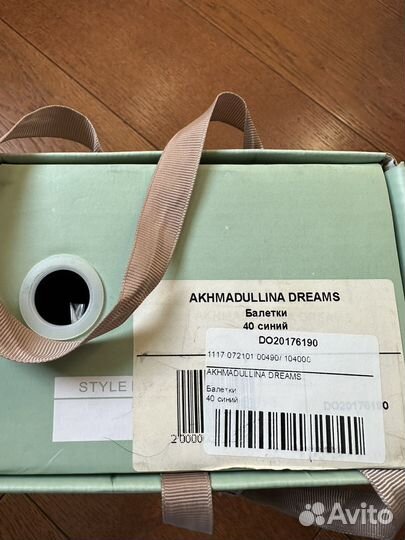 AKHMADULLINA DREAMS
Балетки
40 синий
DO20176190
1117 072101 00490/ 104000
AKHMADULLINA DREAMS
Балетки
40 синий
DO20176190
STYLE
2 0000
Avito